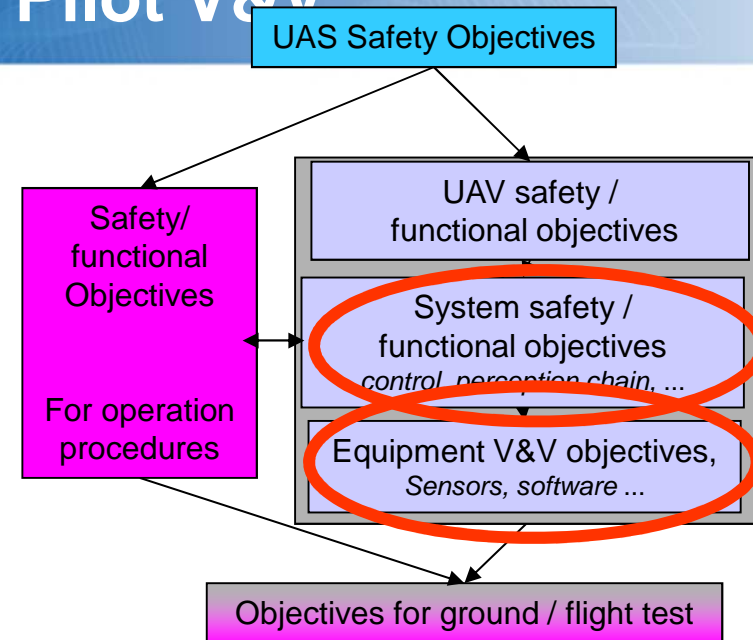 Pilot V&V
UAS Safety Objectives
Safety/
functional
Objectives
For operation
procedures
UAV safety /
functional objectives
System safety /
functional objectives
control, perception chain, ...
Equipment V&V objectives,
Sensors, software ...
Objectives for ground / flight test